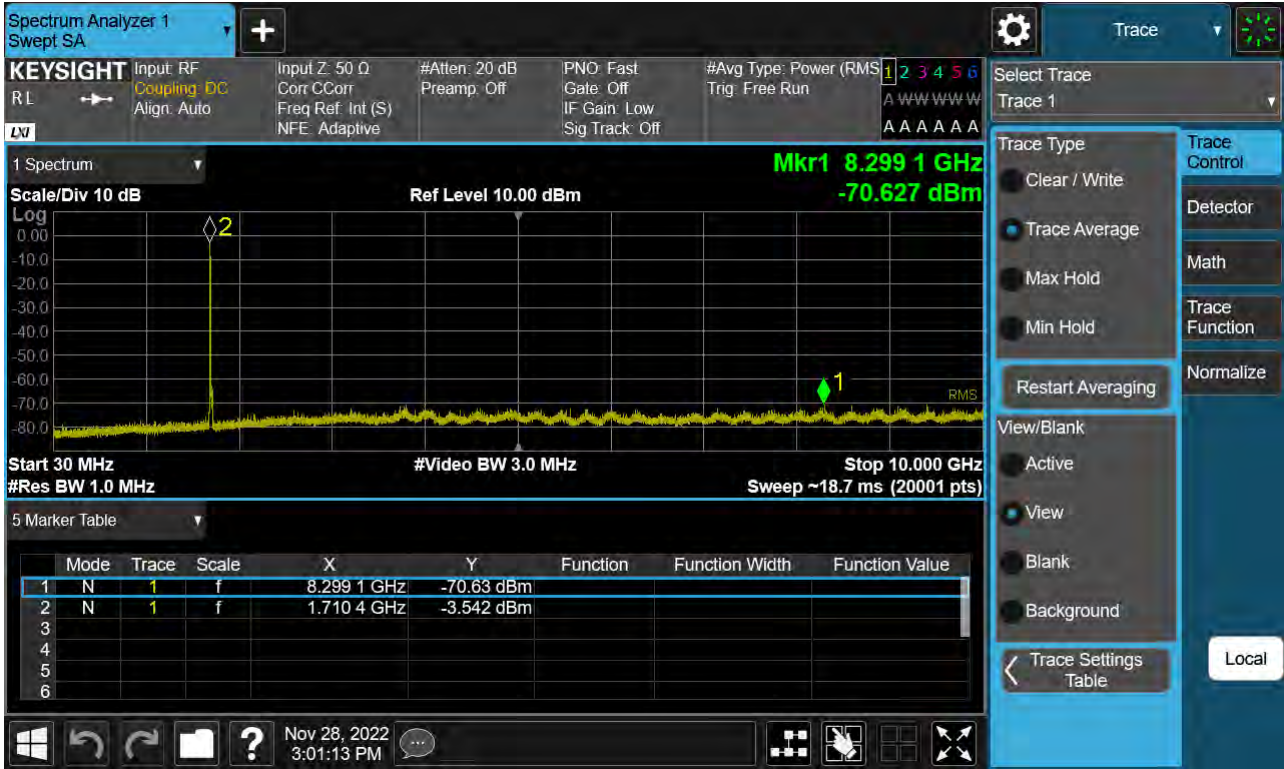 Spectrum Analyzer 1
Swept SA
Trace
KEYSIGHT
R L
LXI
Input: RF
Coupling: DC
Align: Auto
Input Z: 50 Ω
Corr CCorr
Freq Ref: Int (S)
NFE: Adaptive
#Atten: 20 dB
Preamp: Off
PNO: Fast
Gate: Off
IF Gain: Low
Sig Track: Off
#Avg Type: Power (RMS
Trig: Free Run
1 2 3 4 5 6
A W W W W W
A A A A A A
Select Trace
Trace 1
1 Spectrum
Mkr1 8.299 1 GHz
-70.627 dBm
Scale/Div 10 dB
Ref Level 10.00 dBm
Log
0.00
-10.0
-20.0
-30.0
-40.0
-50.0
-60.0
-70.0
-80.0
2
1
RMS
Start 30 MHz
#Video BW 3.0 MHz
Stop 10.000 GHz
#Res BW 1.0 MHz
Sweep ~18.7 ms (20001 pts)
5 Marker Table
Mode Trace Scale X Y Function Function Width Function Value
1 N 1 f 8.299 1 GHz -70.63 dBm
2 N 1 f 1.710 4 GHz -3.542 dBm
3
4
5
6
Trace Type
Clear / Write
Trace Average
Max Hold
Min Hold
Restart Averaging
View/Blank
Active
View
Blank
Background
Trace Settings
Table
Trace
Control
Detector
Math
Trace
Function
Normalize
Local
?
Nov 28, 2022
3:01:13 PM